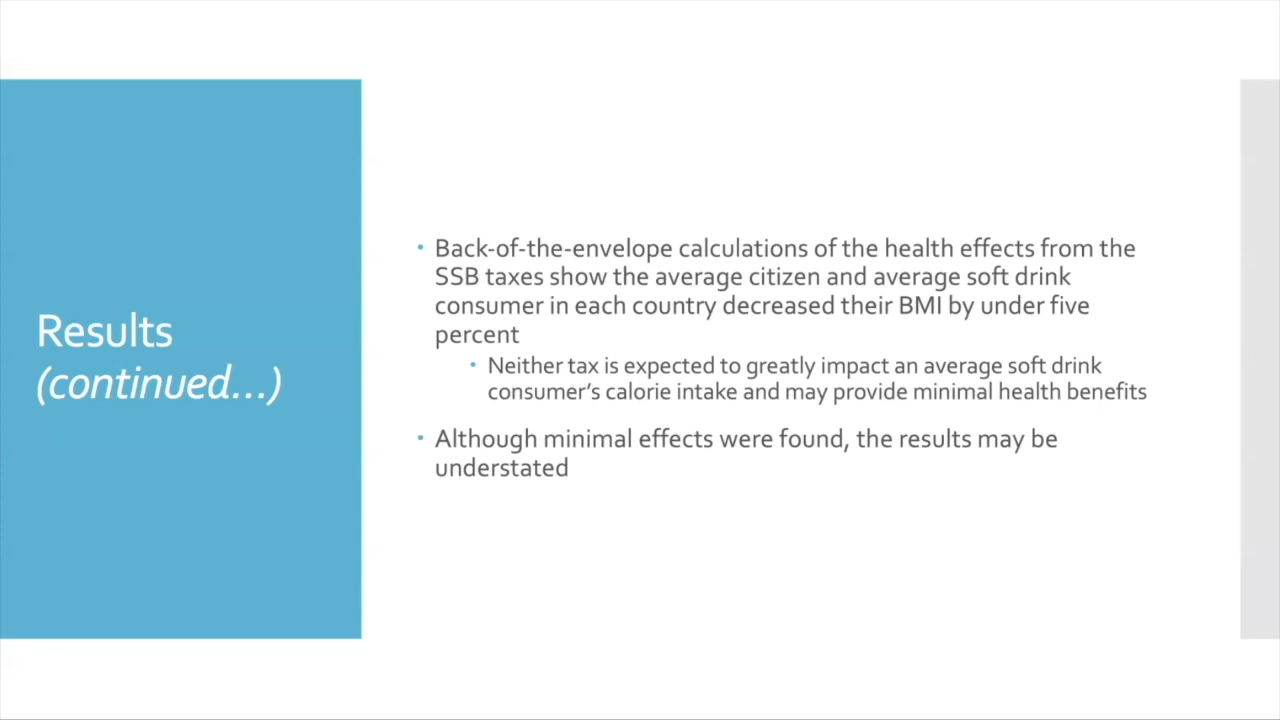 Results
(continued...)
• Back-of-the-envelope calculations of the health effects from the
SSB taxes show the average citizen and average soft drink
consumer in each country decreased their BMI by under five
percent
• Neither tax is expected to greatly impact an average soft drink
consumer's calorie intake and may provide minimal health benefits
• Although minimal effects were found, the results may be
understated